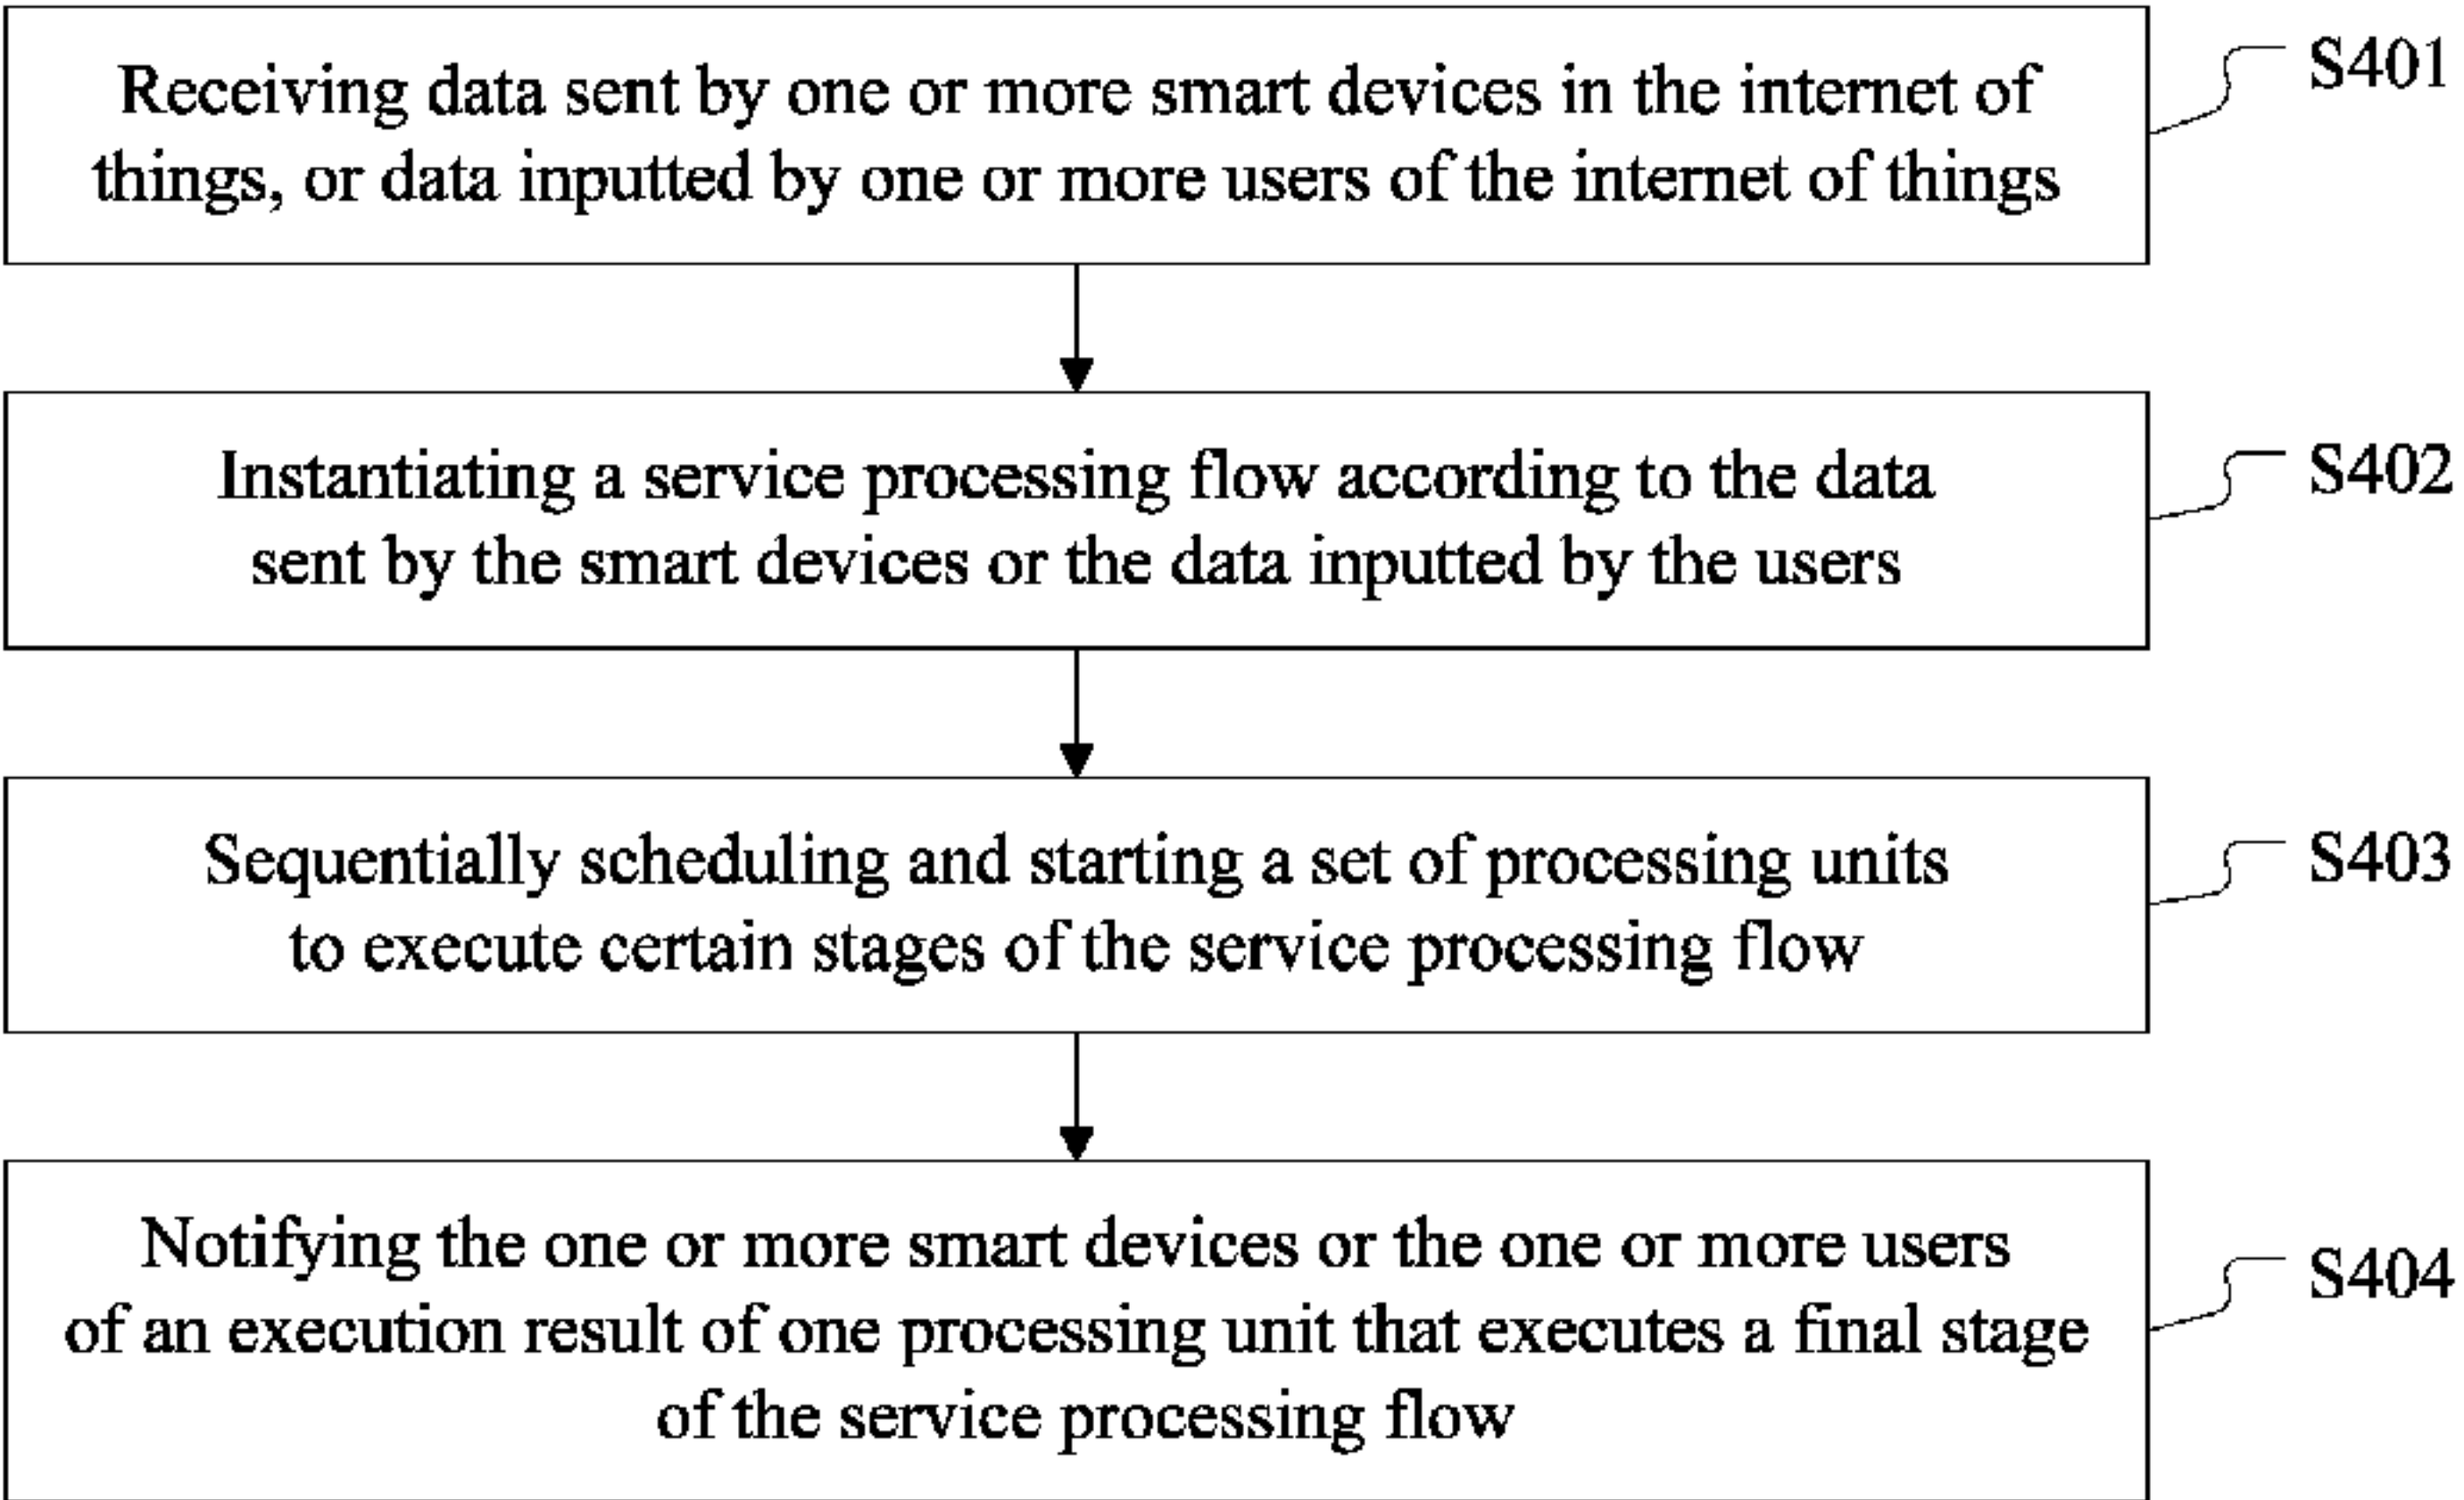 Receiving data sent by one or more smart devices in the internet of
things, or data inputted by one or more users of the internet of things
S401
Instantiating a service processing flow according to the data
sent by the smart devices or the data inputted by the users
S402
Sequentially scheduling and starting a set of processing units
to execute certain stages of the service processing flow
S403
Notifying the one or more smart devices or the one or more users
of an execution result of one processing unit that executes a final stage
of the service processing flow
S404